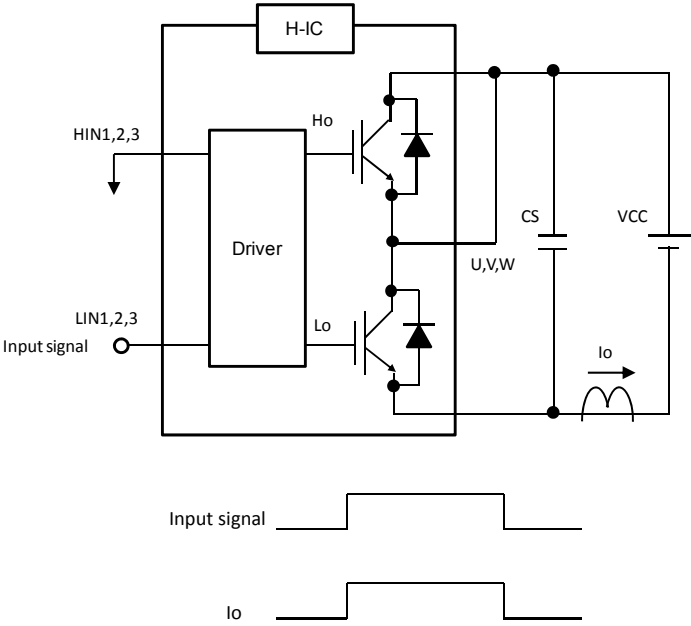 H-IC
Ho
HIN1,2,3
CS
VCC
Driver
U,V,W
LIN1,2,3
Lo
Input signal
Io
Input signal
Io